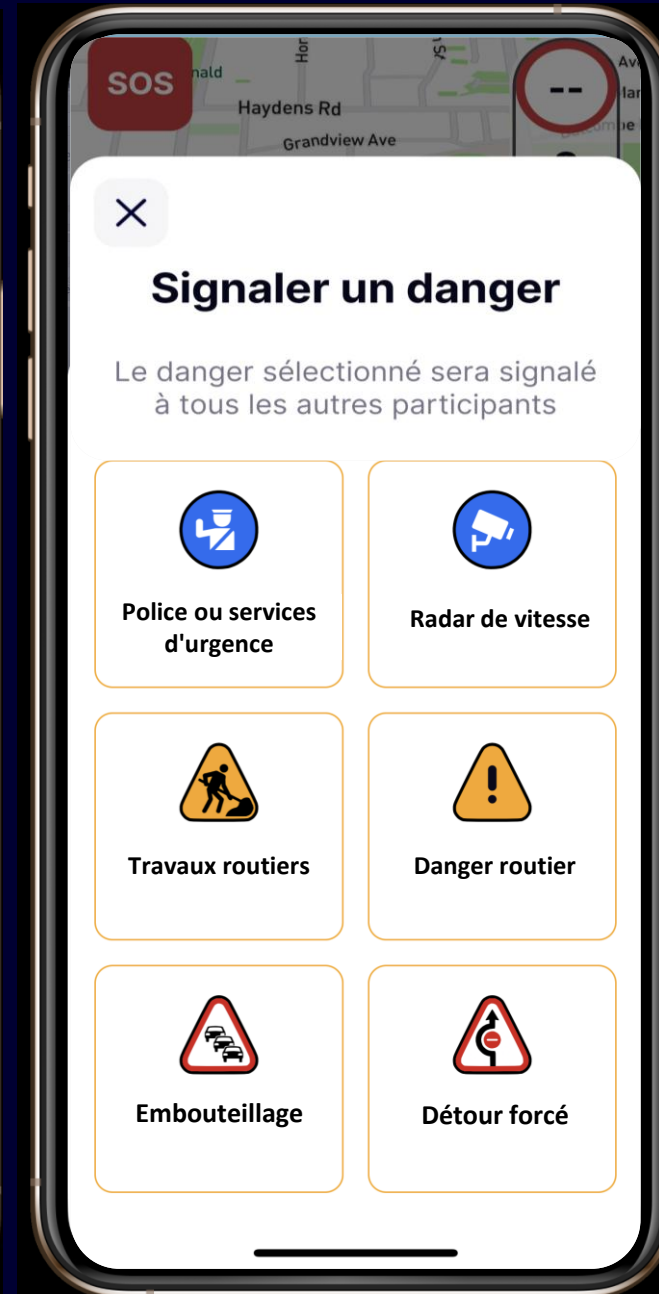 SOS
Haydens Rd
Grandview Ave
--
Signaler un danger
Le danger sélectionné sera signalé
à tous les autres participants
Police ou services
d'urgence
Radar de vitesse
Travaux routiers
Danger routier
Embouteillage
Détour forcé